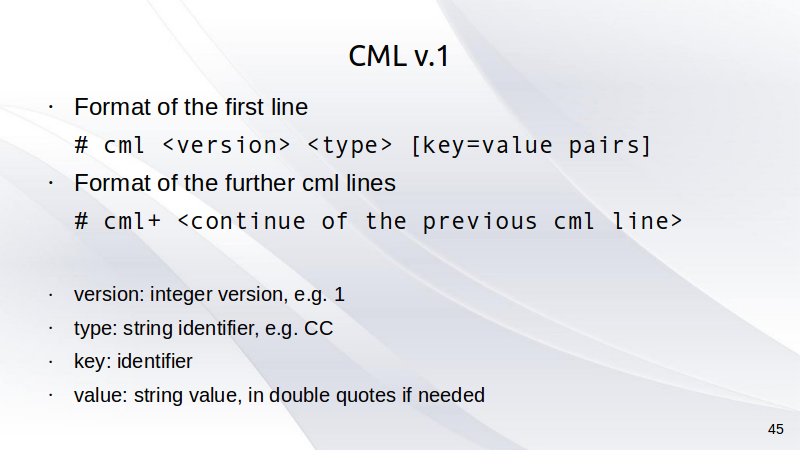 CML v.1
· Format of the first line
# cml <version> <type> [key=value pairs]
· Format of the further cml lines
# cml+ <continue of the previous cml line>
· version: integer version, e.g. 1
· type: string identifier, e.g. CC
· key: identifier
· value: string value, in double quotes if needed
45